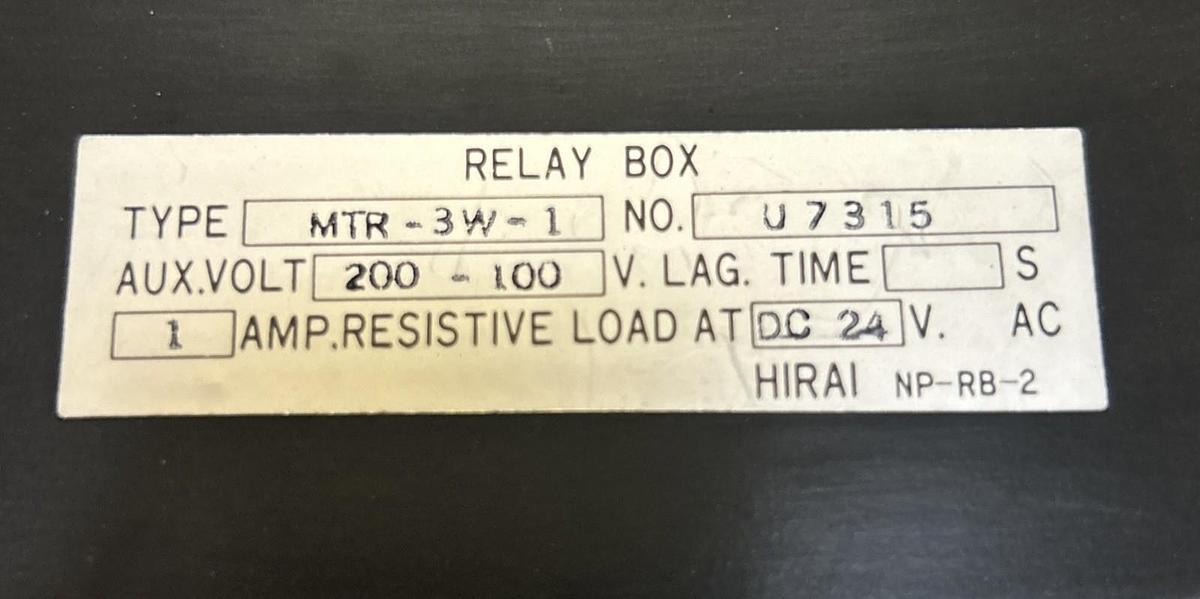 RELAY BOX
TYPE MTR-3W-1 NO. U7315
AUX.VOLT 200 - 100 V. LAG. TIME S
1 AMP.RESISTIVE LOAD AT DC 24 V. AC
HIRAI NP-RB-2